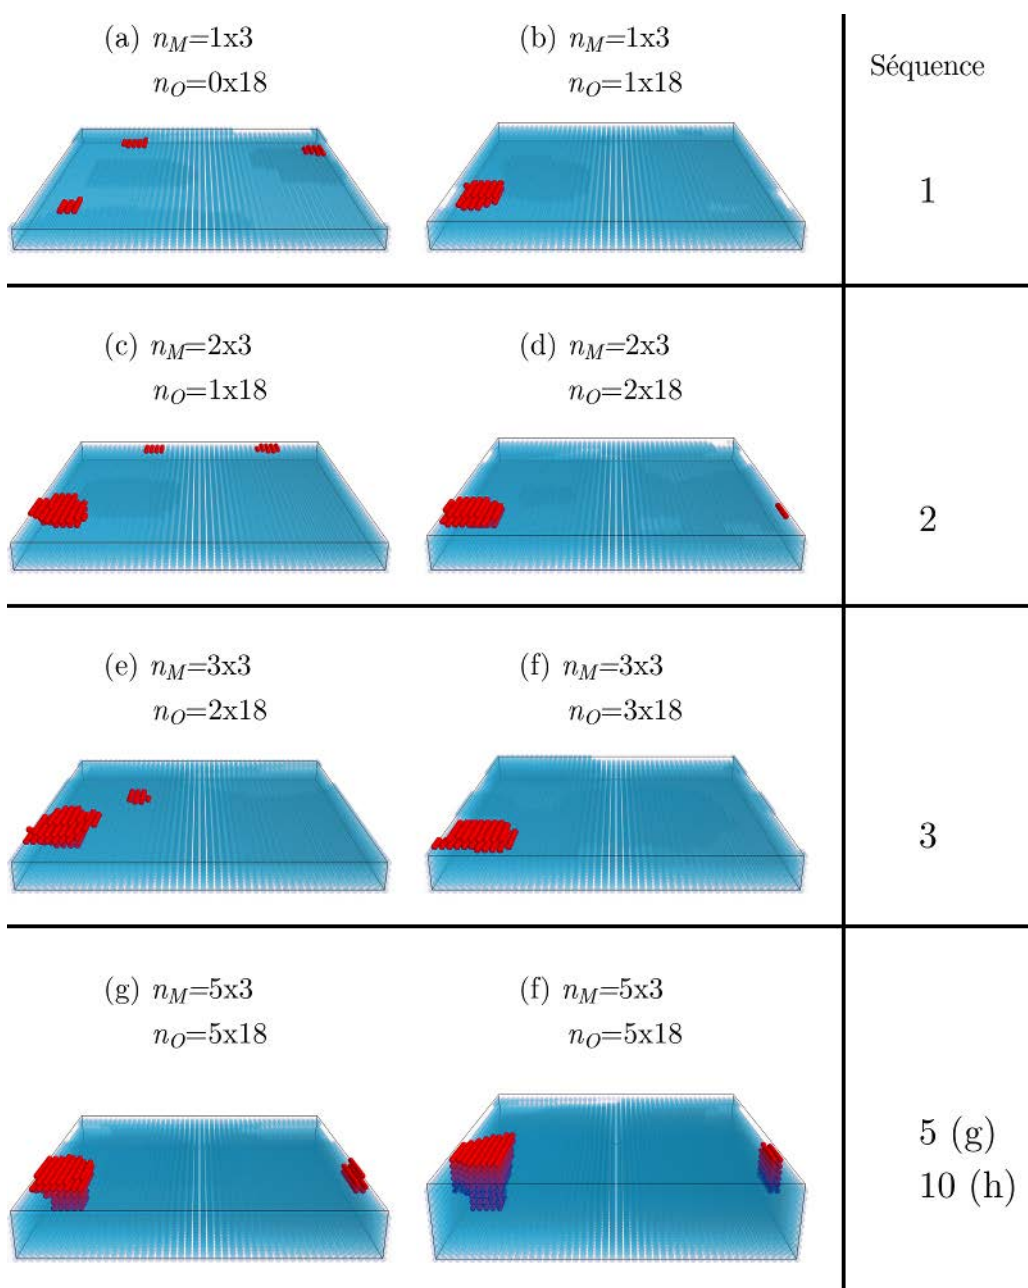 (a) n_M=1x3
n_O=0x18
(b) n_M=1x3
n_O=1x18
Séquence
1
(c) n_M=2x3
n_O=1x18
(d) n_M=2x3
n_O=2x18
2
(e) n_M=3x3
n_O=2x18
(f) n_M=3x3
n_O=3x18
3
(g) n_M=5x3
n_O=5x18
(f) n_M=5x3
n_O=5x18
5 (g)
10 (h)